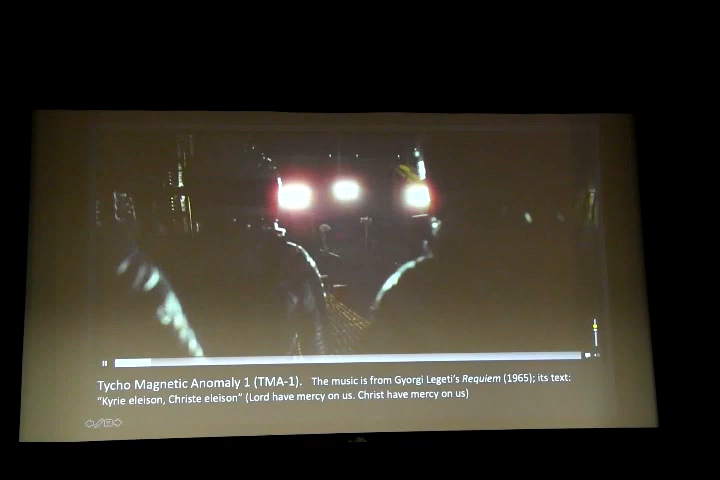 Tycho Magnetic Anomaly 1 (TMA-1). The music is from Gyorgi Legeti's Requiem (1965); its text:
"Kyrie eleison, Christe eleison" (Lord have mercy on us. Christ have mercy on us)